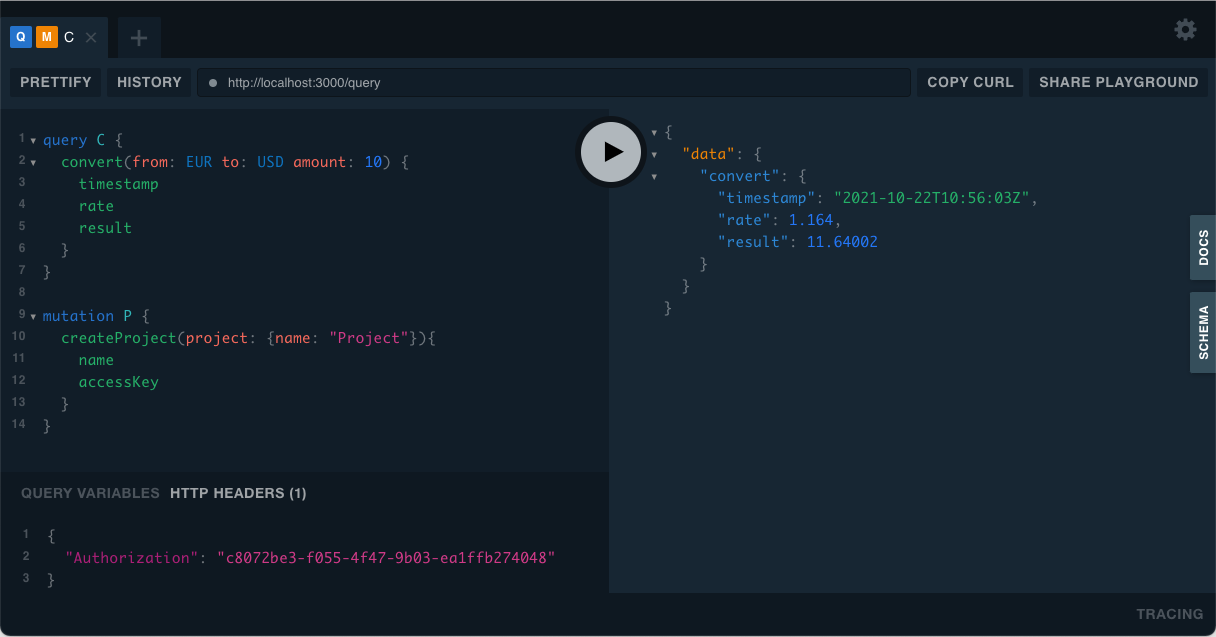 Q M C
PRETTIFY HISTORY http://localhost:3000/query COPY CURL SHARE PLAYGROUND
1 query C {
2 convert(from: EUR to: USD amount: 10) {
3 timestamp
4 rate
5 result
6 }
7 }
8
9 mutation P {
10 createProject(project: {name: "Project"}){
11 name
12 accessKey
13 }
14 }
QUERY VARIABLES HTTP HEADERS (1)
1 {
2 "Authorization": "c8072be3-f055-4f47-9b03-ea1ffb274048"
3 }
{
"data": {
"convert": {
"timestamp": "2021-10-22T10:56:03Z",
"rate": 1.164,
"result": 11.64002
}
}
}
DOCS
SCHEMA
TRACING